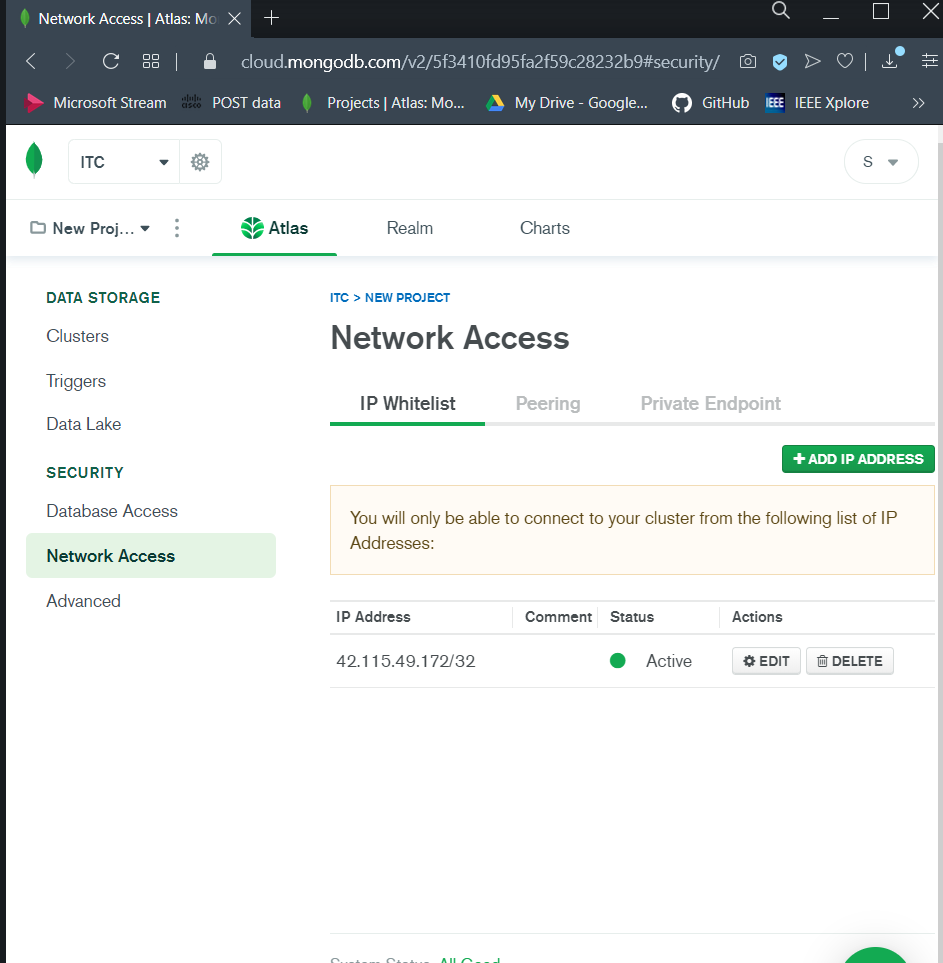 Network Access | Atlas: Mo
cloud.mongodb.com/v2/5f3410fd95fa2f59c28232b9#security/
Microsoft Stream
cisco
POST data
Projects | Atlas: Mo...
My Drive - Google...
GitHub
IEEE
IEEE Xplore
ITC
S
New Proj...
Atlas
Realm
Charts
DATA STORAGE
Clusters
Triggers
Data Lake
SECURITY
Database Access
Network Access
Advanced
ITC > NEW PROJECT
Network Access
IP Whitelist
Peering
Private Endpoint
+ ADD IP ADDRESS
You will only be able to connect to your cluster from the following list of IP
Addresses:
IP Address
Comment
Status
Actions
42.115.49.172/32
Active
EDIT
DELETE
System Status: All Good